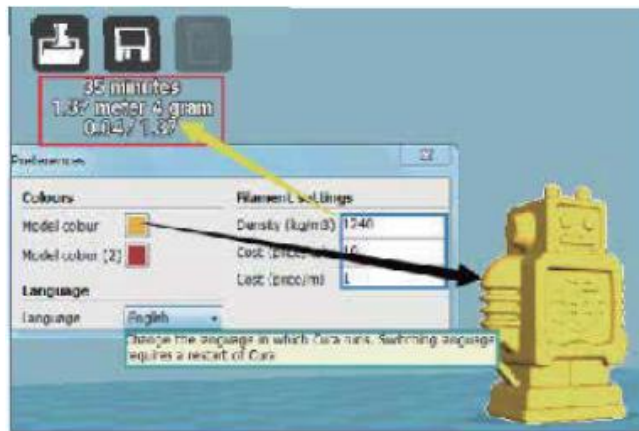 35 minutes
1.37 meter 4 gram
0.04 / 1.37
Preferences
Colours
Model colour
Model colour (2)
Language
Language English
Filament settings
Density (kg/m3) 1240
Cost (price/kg) 10
Cost (price/m) 1
Change the language in which Cura runs. Switching language
requires a restart of Cura